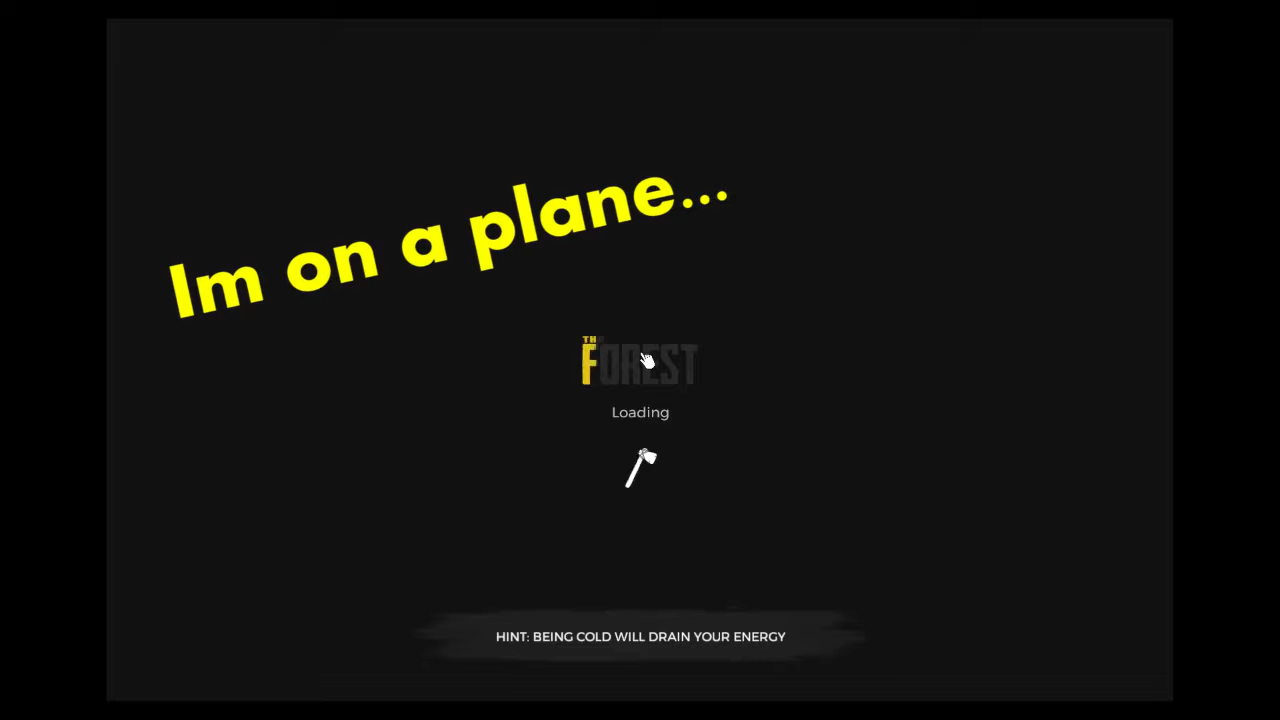 Im on a plane...
THE
FOREST
Loading
HINT: BEING COLD WILL DRAIN YOUR ENERGY